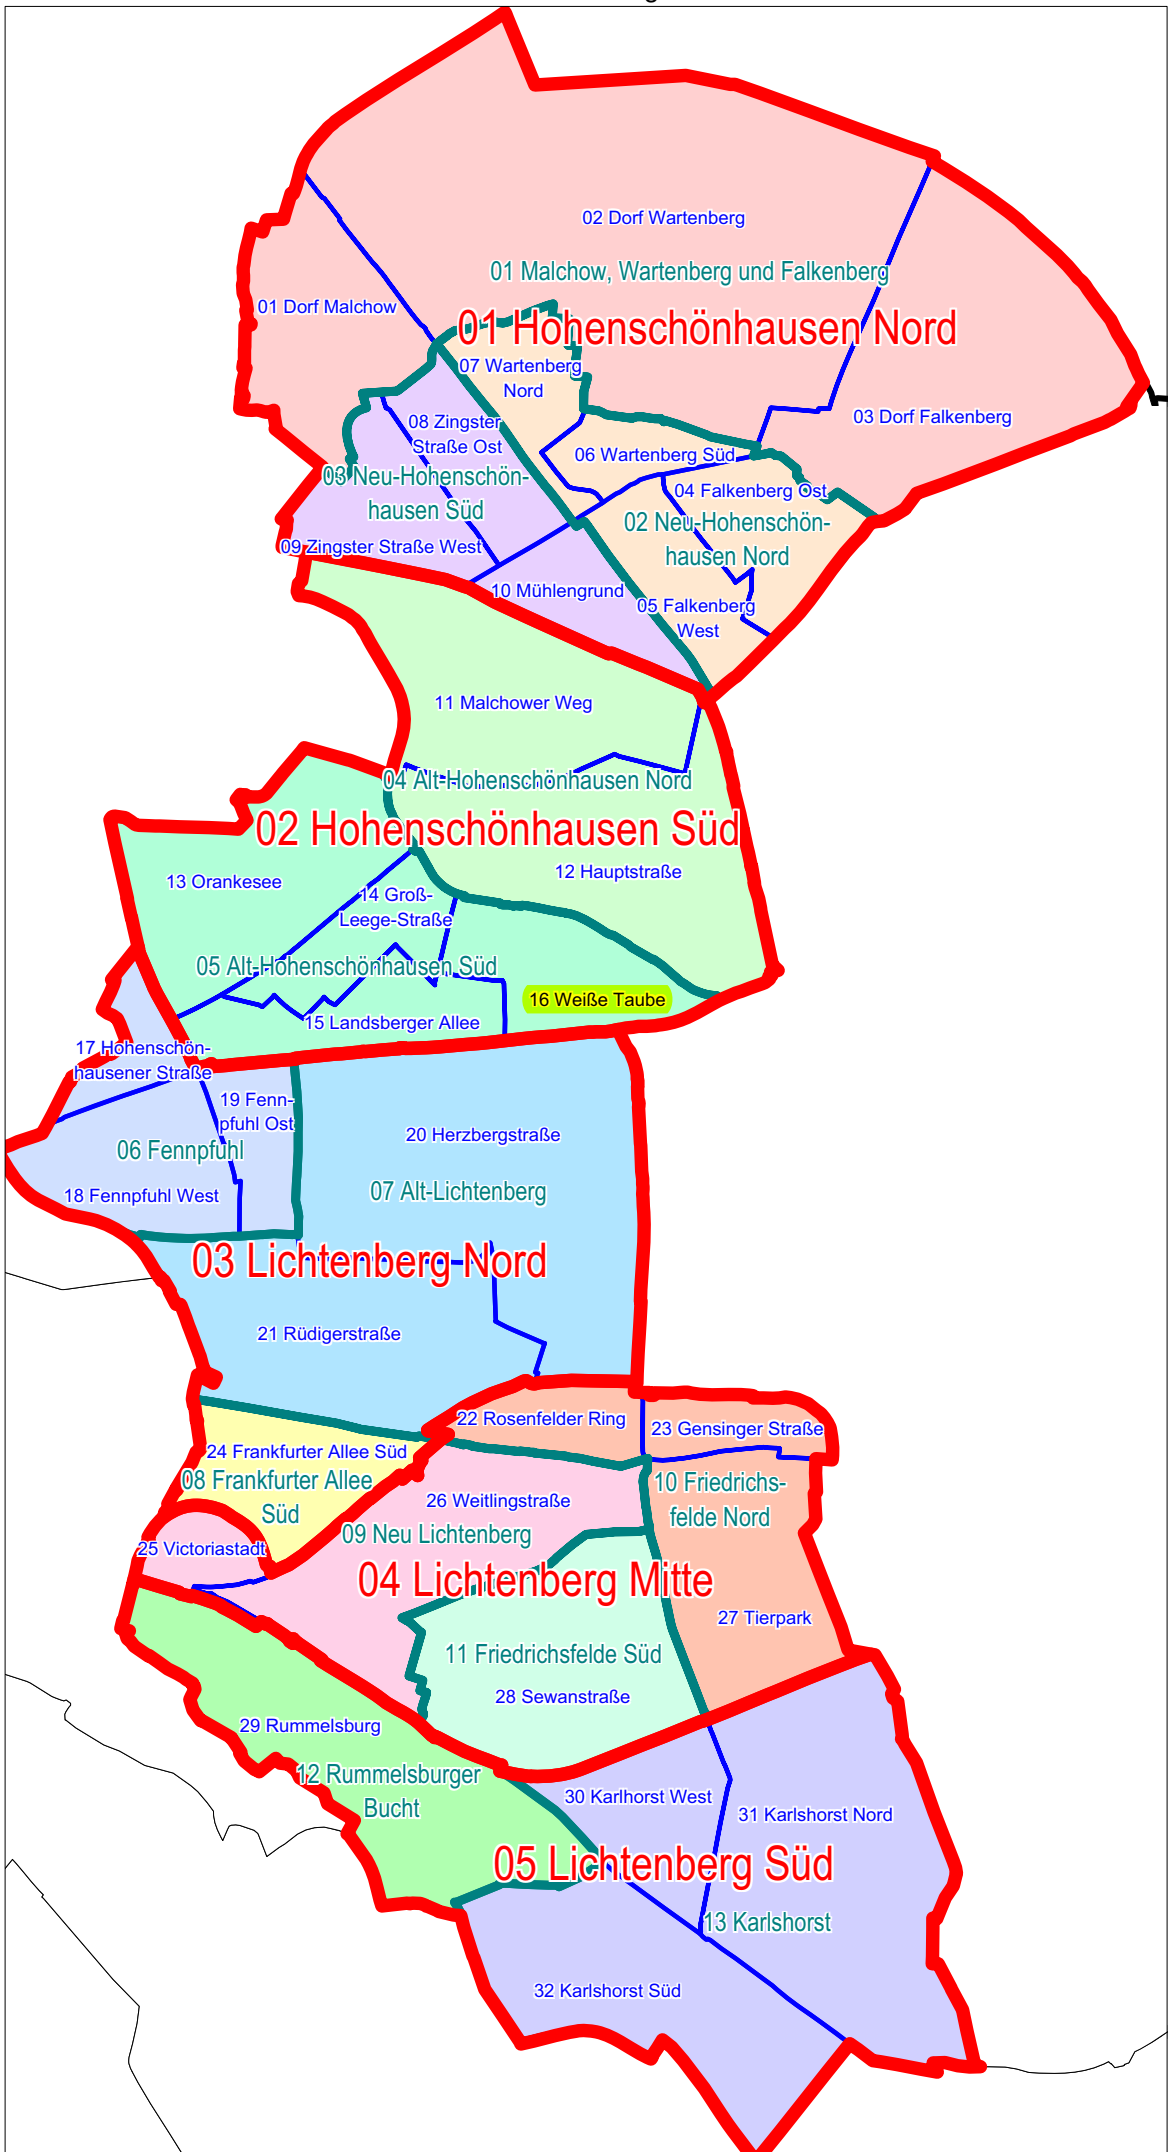 02 Dorf Wartenberg
01 Malchow, Wartenberg und Falkenberg
01 Dorf Malchow
01 Hohenschönhausen Nord
07 Wartenberg
Nord
03 Dorf Falkenberg
08 Zingster
Straße Ost
06 Wartenberg Süd
03 Neu-Hohenschön-
hausen Süd
04 Falkenberg Ost
02 Neu-Hohenschön-
hausen Nord
09 Zingster Straße West
10 Mühlengrund
05 Falkenberg
West
11 Malchower Weg
04 Alt-Hohenschönhausen Nord
02 Hohenschönhausen Süd
12 Hauptstraße
13 Orankesee
14 Groß-
Leege-Straße
05 Alt-Hohenschönhausen Süd
16 Weiße Taube
15 Landsberger Allee
17 Hohenschön-
hausener Straße
19 Fenn-
pfuhl Ost
20 Herzbergstraße
06 Fennpfuhl
18 Fennpfuhl West
07 Alt-Lichtenberg
03 Lichtenberg Nord
21 Rüdigerstraße
22 Rosenfelder Ring
23 Gensinger Straße
24 Frankfurter Allee Süd
08 Frankfurter Allee
Süd
10 Friedrichs-
felde Nord
26 Weitlingstraße
09 Neu Lichtenberg
25 Victoriastadt
04 Lichtenberg Mitte
27 Tierpark
11 Friedrichsfelde Süd
28 Sewanstraße
29 Rummelsburg
12 Rummelsburger
Bucht
30 Karlhorst West
31 Karlshorst Nord
05 Lichtenberg Süd
13 Karlshorst
32 Karlshorst Süd